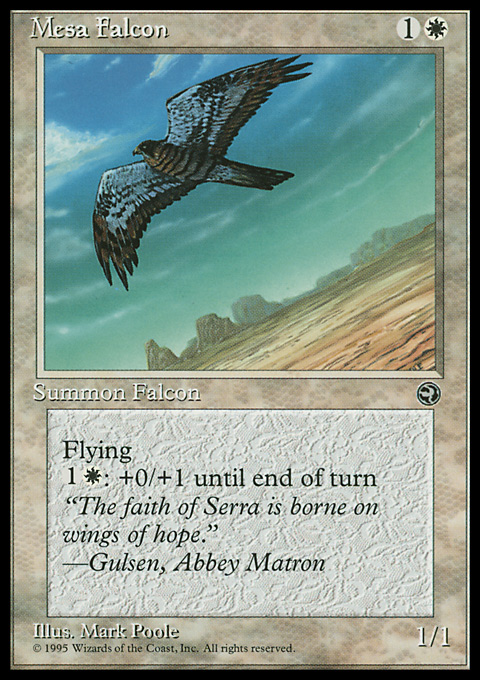 Mesa Falcon 1
Summon Falcon
Flying
1 : +0/+1 until end of turn
“The faith of Serra is borne on
wings of hope.”
—Gulsen, Abbey Matron
Illus. Mark Poole
1/1
© 1995 Wizards of the Coast, Inc. All rights reserved.